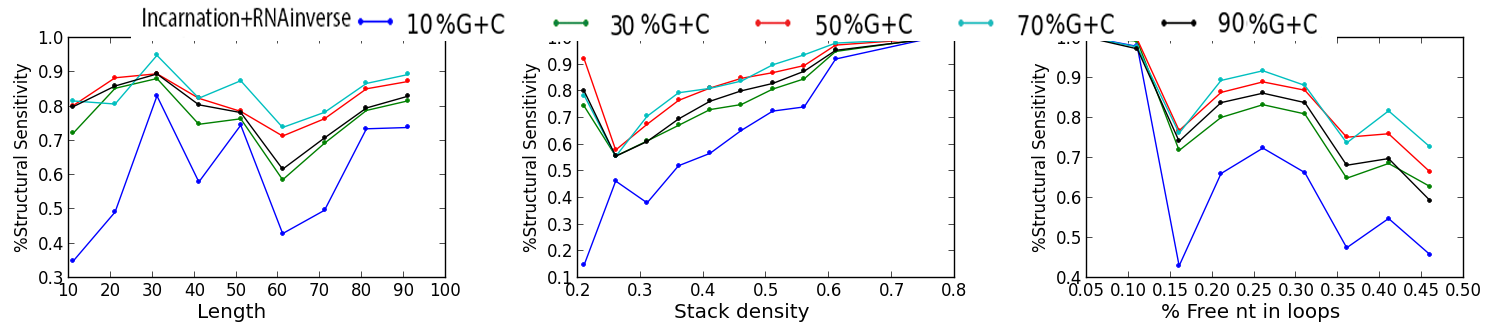 Incarnation+RNAinverse 10%G+C 30%G+C 50%G+C 70%G+C 90%G+C
%Structural Sensitivity
1.0
0.9
0.8
0.7
0.6
0.5
0.4
0.3
10 20 30 40 50 60 70 80 90 100
Length
%Structural Sensitivity
1.0
0.9
0.8
0.7
0.6
0.5
0.4
0.3
0.2
0.1
0.2 0.3 0.4 0.5 0.6 0.7 0.8
Stack density
%Structural Sensitivity
0.9
0.8
0.7
0.6
0.5
0.4
0.05 0.10 0.15 0.20 0.25 0.30 0.35 0.40 0.45 0.50
% Free nt in loops